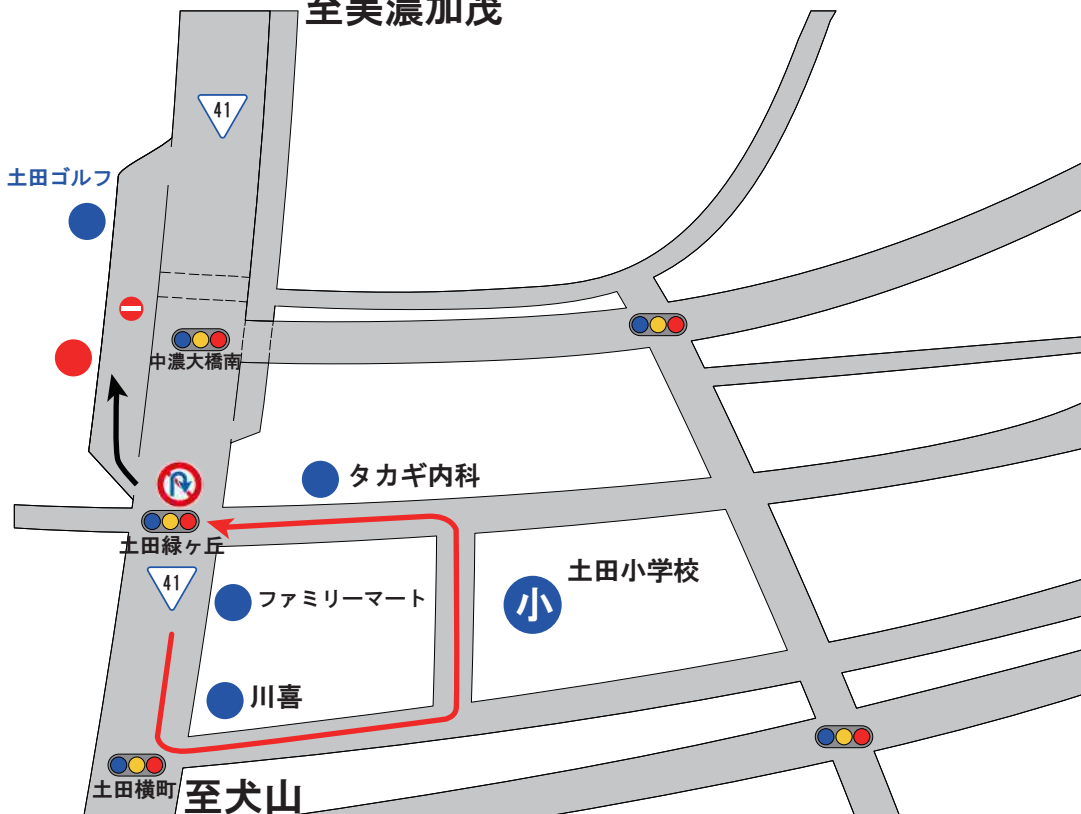 至美濃加茂
41
土田ゴルフ
中濃大橋南
タカギ内科
土田緑ヶ丘
41
ファミリーマート
小
土田小学校
川喜
土田横町
至犬山